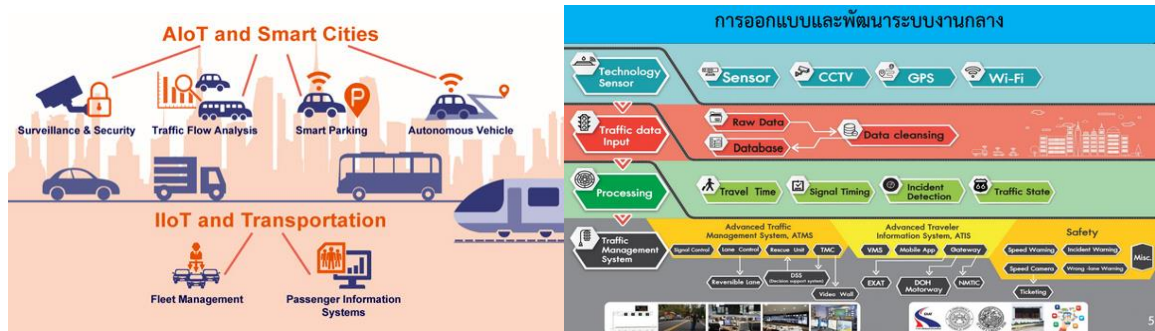 AIoT and Smart Cities
Surveillance & Security
Traffic Flow Analysis
Smart Parking
Autonomous Vehicle
P
IIoT and Transportation
Fleet Management
Passenger Information
Systems
การออกแบบและพัฒนาระบบงานกลาง
Technology
Sensor
Sensor
CCTV
GPS
Wi-Fi
Traffic data
Input
Raw Data
Database
Data cleansing
Processing
Travel Time
Signal Timing
Incident
Detection
66
Traffic State
Traffic
Management
System
Advanced Traffic
Management System, ATMS
Signal Control
Lane Control
Rescue Unit
TMC
Reversible Lane
DSS
(Decision support system)
Video Wall
Advanced Traveler
Information System, ATIS
VMS
Mobile App
Gateway
EXAT
DOH
Motorway
NMTIC
Safety
Speed Warning
Incident Warning
Speed Camera
Wrong-lane Warning
Ticketing
Misc.
5